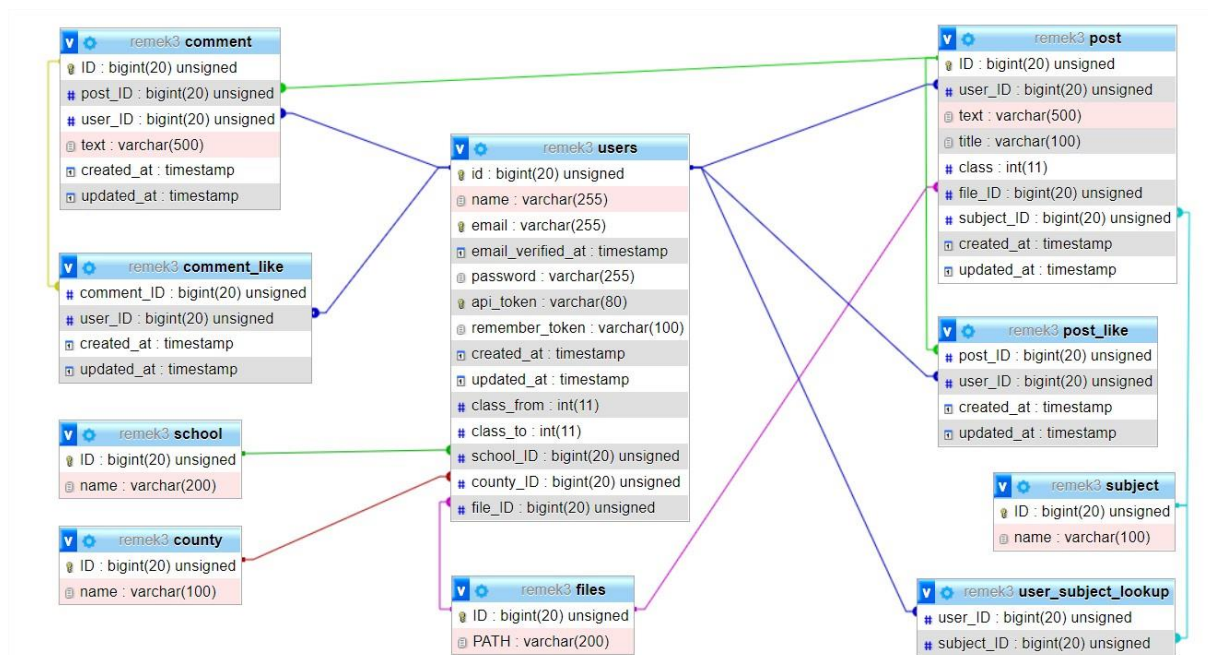 remek3 comment
ID : bigint(20) unsigned
post_ID : bigint(20) unsigned
user_ID : bigint(20) unsigned
text : varchar(500)
created_at : timestamp
updated_at : timestamp
remek3 comment_like
comment_ID : bigint(20) unsigned
user_ID : bigint(20) unsigned
created_at : timestamp
updated_at : timestamp
remek3 school
ID : bigint(20) unsigned
name : varchar(200)
remek3 county
ID : bigint(20) unsigned
name : varchar(100)
remek3 users
id : bigint(20) unsigned
name : varchar(255)
email : varchar(255)
email_verified_at : timestamp
password : varchar(255)
api_token : varchar(80)
remember_token : varchar(100)
created_at : timestamp
updated_at : timestamp
class_from : int(11)
class_to : int(11)
school_ID : bigint(20) unsigned
county_ID : bigint(20) unsigned
file_ID : bigint(20) unsigned
remek3 files
ID : bigint(20) unsigned
PATH : varchar(200)
remek3 post
ID : bigint(20) unsigned
user_ID : bigint(20) unsigned
text : varchar(500)
title : varchar(100)
class : int(11)
file_ID : bigint(20) unsigned
subject_ID : bigint(20) unsigned
created_at : timestamp
updated_at : timestamp
remek3 post_like
post_ID : bigint(20) unsigned
user_ID : bigint(20) unsigned
created_at : timestamp
updated_at : timestamp
remek3 subject
ID : bigint(20) unsigned
name : varchar(100)
remek3 user_subject_lookup
user_ID : bigint(20) unsigned
subject_ID : bigint(20) unsigned